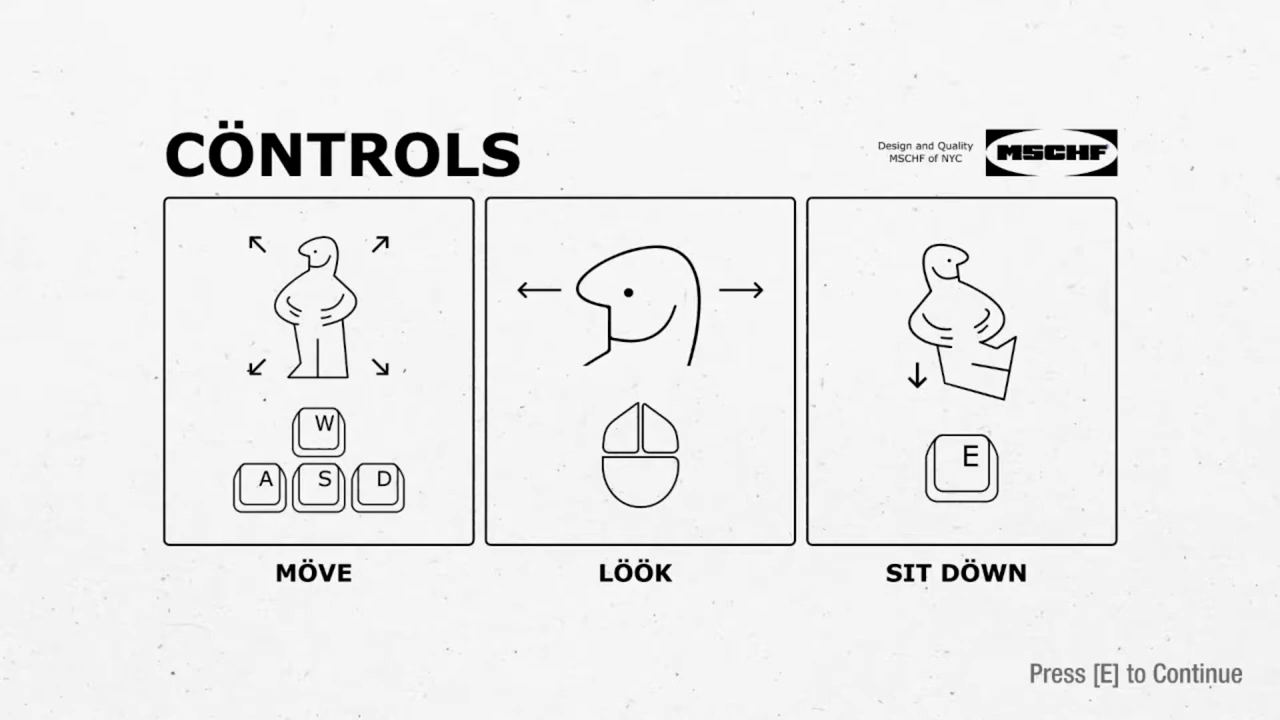 CÖNTROLS
Design and Quality
MSCHF of NYC
MSCHF
W
A S D
E
MÖVE
LÖÖK
SIT DÖWN
Press [E] to Continue